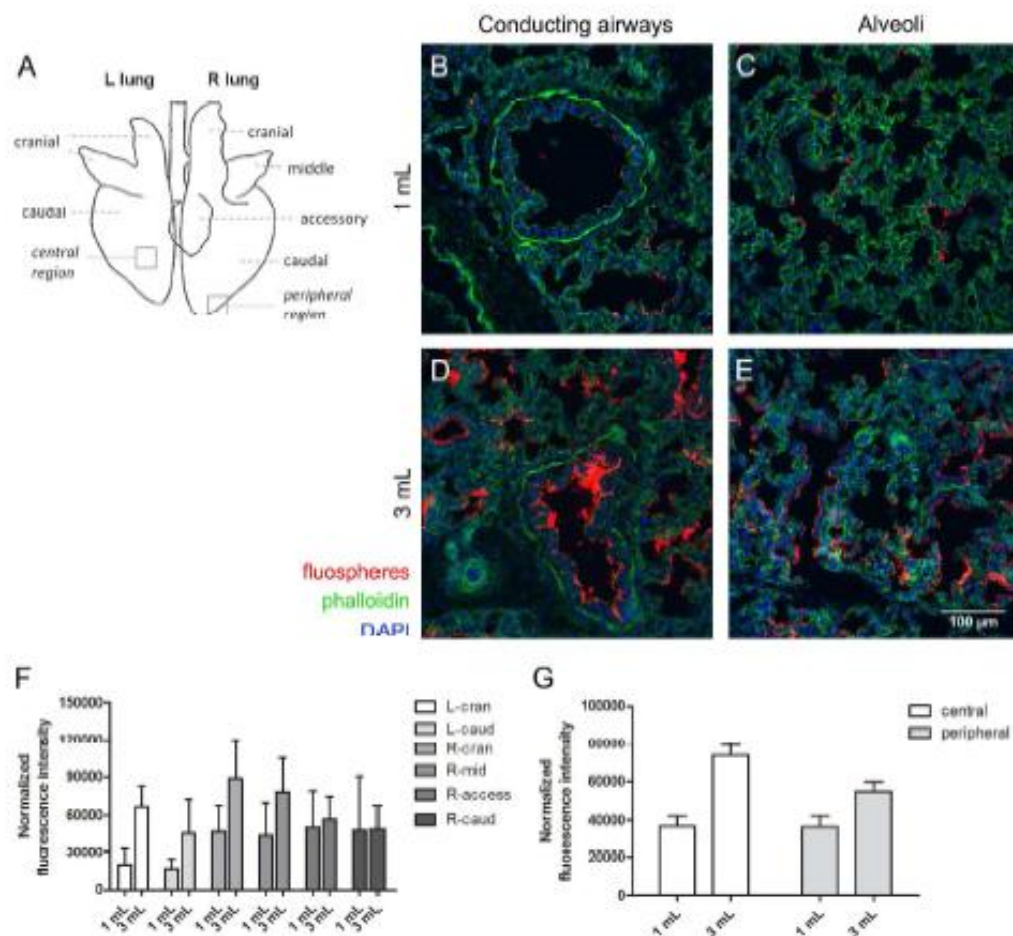 Conducting airways
Alveoli
A
L lung
R lung
cranial
cranial
middle
caudal
accessory
central
region
caudal
peripheral
region
1 mL
B
C
3 mL
D
E
fluospheres
phalloidin
DAPI
100 µm
F
Normalized
fluorescence intensity
150000
120000
90000
60000
30000
0
1 mL
3 mL
1 mL
3 mL
1 mL
3 mL
1 mL
3 mL
1 mL
3 mL
1 mL
3 mL
L-cran
L-caud
R-cran
R-mid
R-access
R-caud
G
Normalized
fluorescence intensity
100000
80000
60000
40000
20000
0
1 mL
3 mL
1 mL
3 mL
central
peripheral